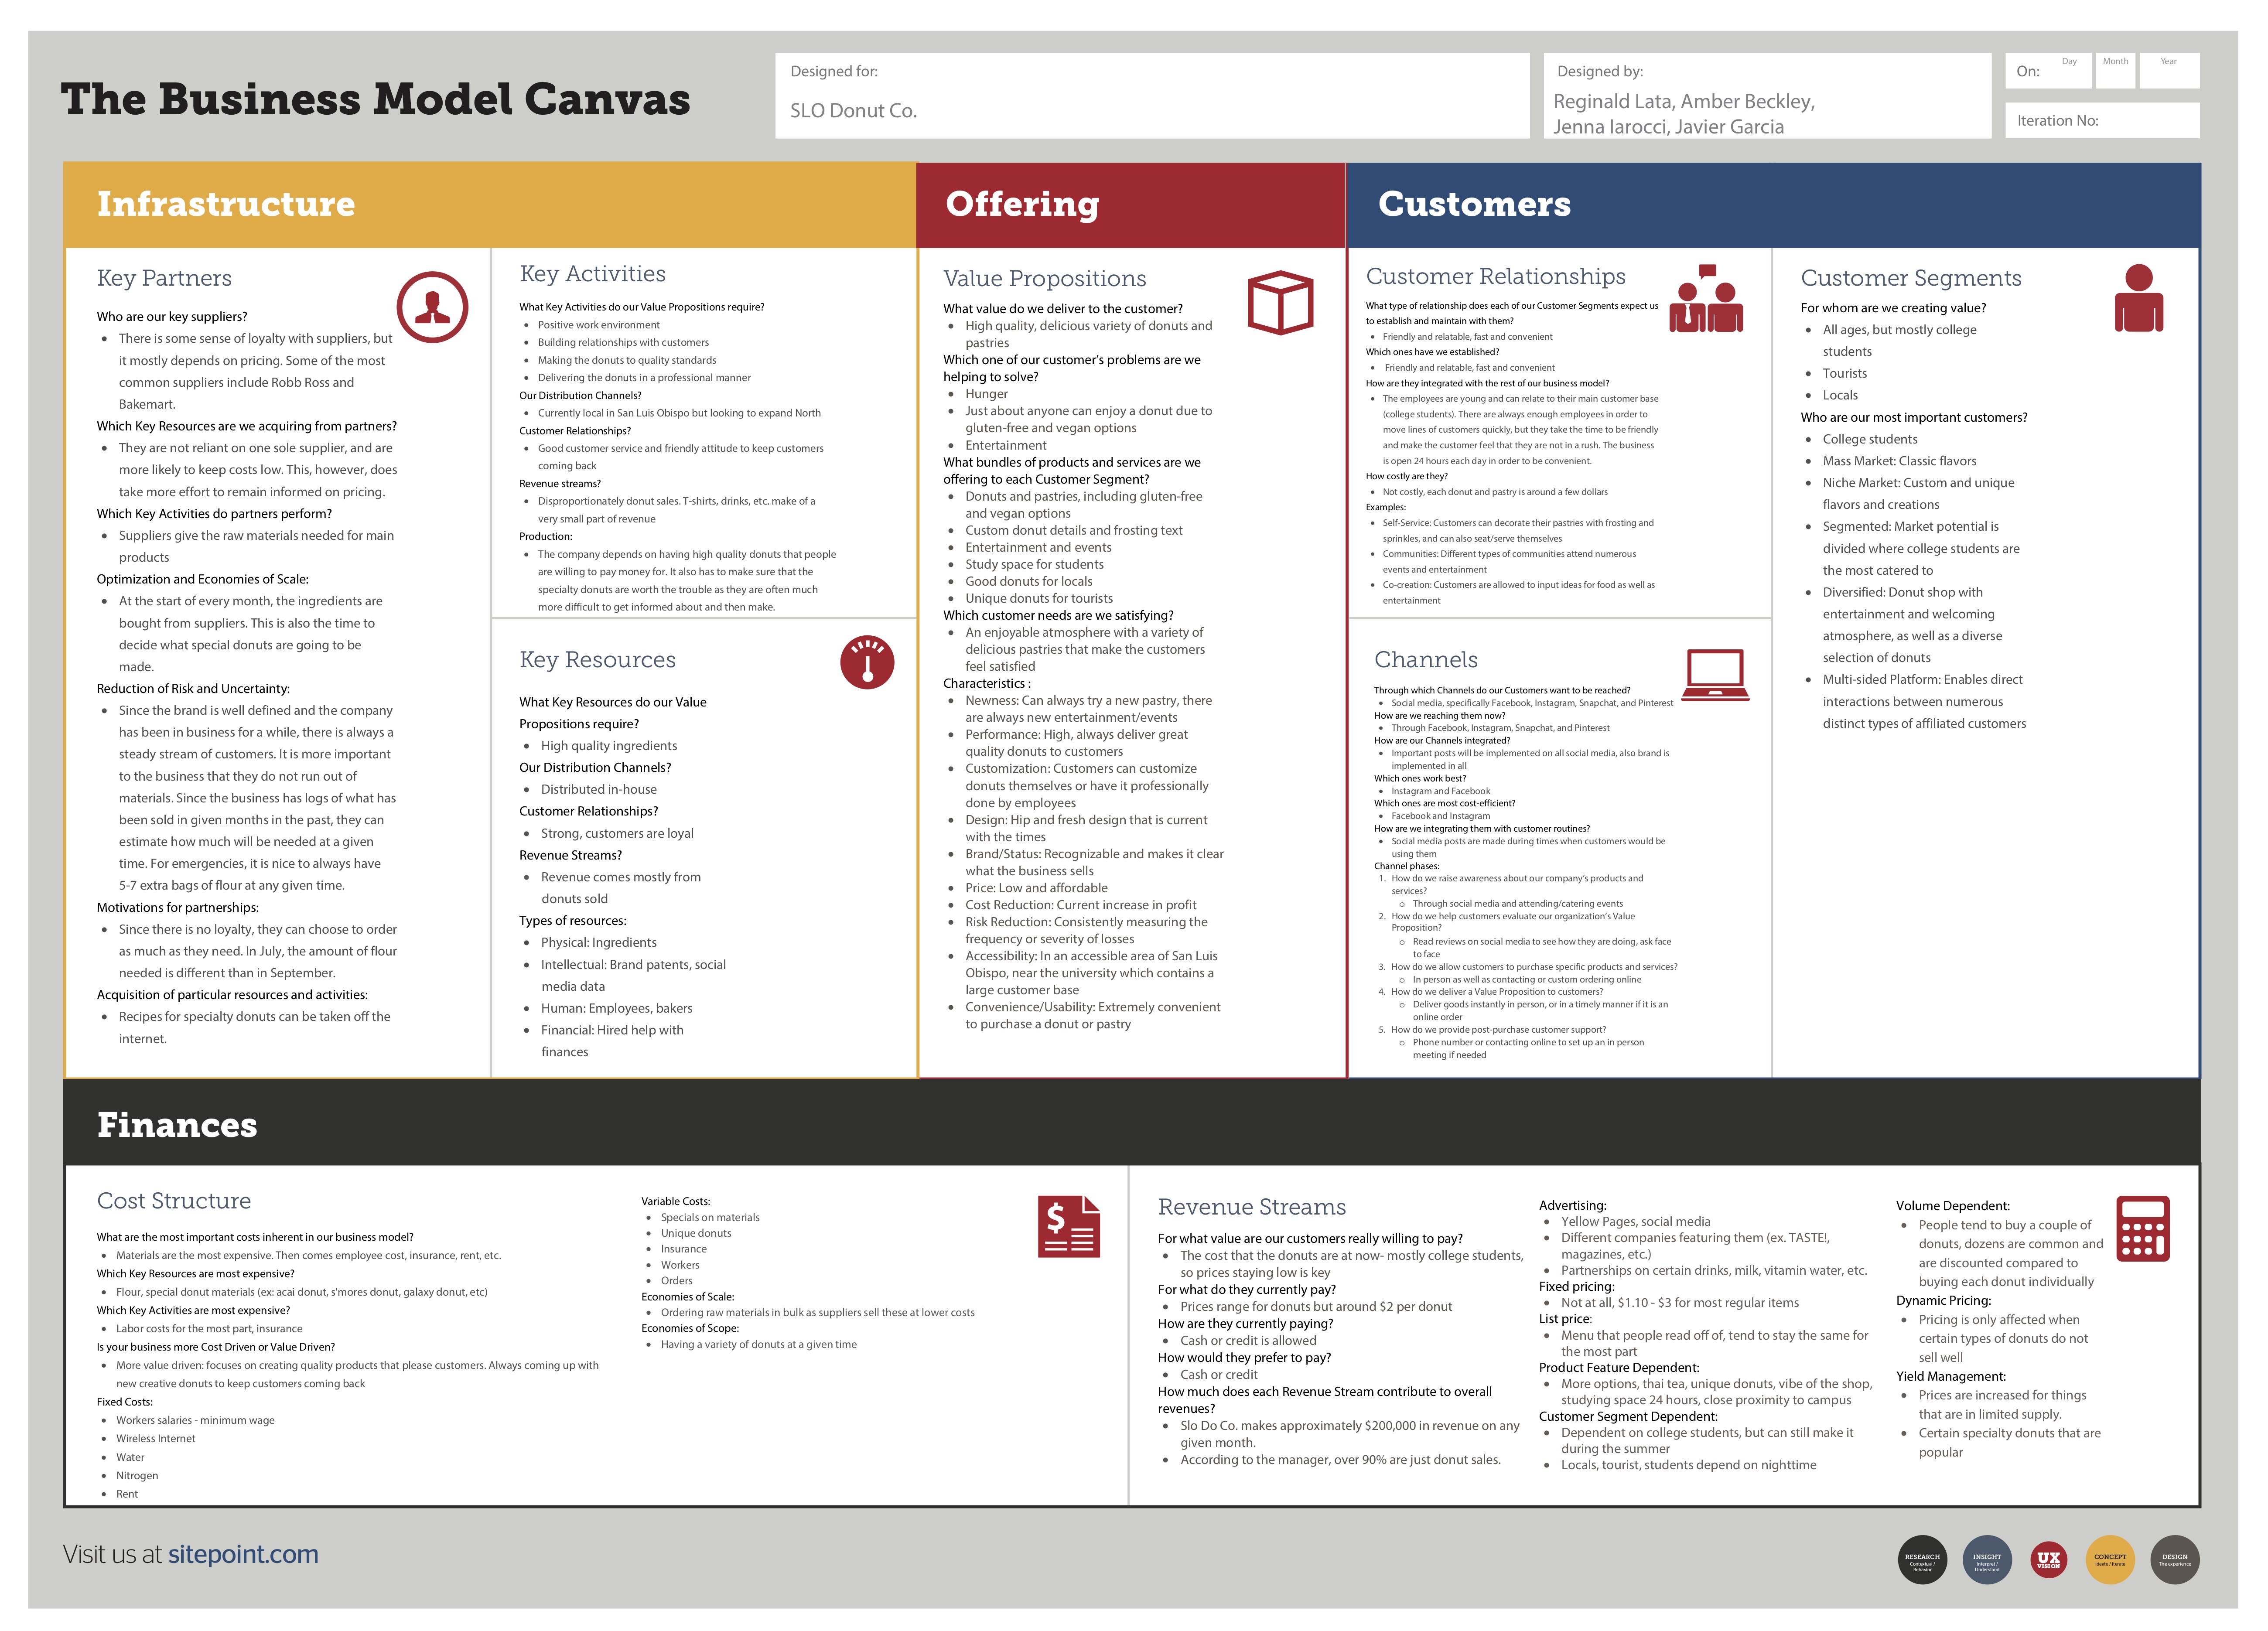 The Business Model Canvas
Designed for:
SLO Donut Co.
Designed by:
Reginald Lata, Amber Beckley,
Jenna Iarocci, Javier Garcia
On:
Day
Month
Year
Iteration No:
Infrastructure
Key Partners
Who are our key suppliers?
• There is some sense of loyalty with suppliers, but
it mostly depends on pricing. Some of the most
common suppliers include Robb Ross and
Bakemart.
Which Key Resources are we acquiring from partners?
• They are not reliant on one sole supplier, and are
more likely to keep costs low. This, however, does
take more effort to remain informed on pricing.
Which Key Activities do partners perform?
• Suppliers give the raw materials needed for main
products
Optimization and Economies of Scale:
• At the start of every month, the ingredients are
bought from suppliers. This is also the time to
decide what special donuts are going to be
made.
Reduction of Risk and Uncertainty:
• Since the brand is well defined and the company
has been in business for a while, there is always a
steady stream of customers. It is more important
to the business that they do not run out of
materials. Since the business has logs of what has
been sold in given months in the past, they can
estimate how much will be needed at a given
time. For emergencies, it is nice to always have
5-7 extra bags of flour at any given time.
Motivations for partnerships:
• Since there is no loyalty, they can choose to order
as much as they need. In July, the amount of flour
needed is different than in September.
Acquisition of particular resources and activities:
• Recipes for specialty donuts can be taken off the
internet.
Key Activities
What Key Activities do our Value Propositions require?
• Positive work environment
• Building relationships with customers
• Making the donuts to quality standards
• Delivering the donuts in a professional manner
Our Distribution Channels?
• Currently local in San Luis Obispo but looking to expand North
Customer Relationships?
• Good customer service and friendly attitude to keep customers
coming back
Revenue streams?
• Disproportionately donut sales. T-shirts, drinks, etc. make of a
very small part of revenue
Production:
• The company depends on having high quality donuts that people
are willing to pay money for. It also has to make sure that the
specialty donuts are worth the trouble as they are often much
more difficult to get informed about and then make.
Key Resources
What Key Resources do our Value
Propositions require?
• High quality ingredients
Our Distribution Channels?
• Distributed in-house
Customer Relationships?
• Strong, customers are loyal
Revenue Streams?
• Revenue comes mostly from
donuts sold
Types of resources:
• Physical: Ingredients
• Intellectual: Brand patents, social
media data
• Human: Employees, bakers
• Financial: Hired help with
finances
Offering
Value Propositions
What value do we deliver to the customer?
• High quality, delicious variety of donuts and
pastries
Which one of our customer's problems are we
helping to solve?
• Hunger
• Just about anyone can enjoy a donut due to
gluten-free and vegan options
• Entertainment
What bundles of products and services are we
offering to each Customer Segment?
• Donuts and pastries, including gluten-free
and vegan options
• Custom donut details and frosting text
• Entertainment and events
• Study space for students
• Good donuts for locals
• Unique donuts for tourists
Which customer needs are we satisfying?
• An enjoyable atmosphere with a variety of
delicious pastries that make the customers
feel satisfied
Characteristics :
• Newness: Can always try a new pastry, there
are always new entertainment/events
• Performance: High, always deliver great
quality donuts to customers
• Customization: Customers can customize
donuts themselves or have it professionally
done by employees
• Design: Hip and fresh design that is current
with the times
• Brand/Status: Recognizable and makes it clear
what the business sells
• Price: Low and affordable
• Cost Reduction: Current increase in profit
• Risk Reduction: Consistently measuring the
frequency or severity of losses
• Accessibility: In an accessible area of San Luis
Obispo, near the university which contains a
large customer base
• Convenience/Usability: Extremely convenient
to purchase a donut or pastry
Customers
Customer Relationships
What type of relationship does each of our Customer Segments expect us
to establish and maintain with them?
• Friendly and relatable, fast and convenient
Which ones have we established?
• Friendly and relatable, fast and convenient
How are they integrated with the rest of our business model?
• The employees are young and can relate to their main customer base
(college students). There are always enough employees in order to
move lines of customers quickly, but they take the time to be friendly
and make the customer feel that they are not in a rush. The business
is open 24 hours each day in order to be convenient.
How costly are they?
• Not costly, each donut and pastry is around a few dollars
Examples:
• Self-Service: Customers can decorate their pastries with frosting and
sprinkles, and can also seat/serve themselves
• Communities: Different types of communities attend numerous
events and entertainment
• Co-creation: Customers are allowed to input ideas for food as well as
entertainment
Channels
Through which Channels do our Customers want to be reached?
• Social media, specifically Facebook, Instagram, Snapchat, and Pinterest
How are we reaching them now?
• Through Facebook, Instagram, Snapchat, and Pinterest
How are our Channels integrated?
• Important posts will be implemented on all social media, also brand is
implemented in all
Which ones work best?
• Instagram and Facebook
Which ones are most cost-efficient?
• Facebook and Instagram
How are we integrating them with customer routines?
• Social media posts are made during times when customers would be
using them
Channel phases:
1. How do we raise awareness about our company's products and
services?
o Through social media and attending/catering events
2. How do we help customers evaluate our organization's Value
Proposition?
o Read reviews on social media to see how they are doing, ask face
to face
3. How do we allow customers to purchase specific products and services?
o In person as well as contacting or custom ordering online
4. How do we deliver a Value Proposition to customers?
o Deliver goods instantly in person, or in a timely manner if it is an
online order
5. How do we provide post-purchase customer support?
o Phone number or contacting online to set up an in person
meeting if needed
Customer Segments
For whom are we creating value?
• All ages, but mostly college
students
• Tourists
• Locals
Who are our most important customers?
• College students
• Mass Market: Classic flavors
• Niche Market: Custom and unique
flavors and creations
• Segmented: Market potential is
divided where college students are
the most catered to
• Diversified: Donut shop with
entertainment and welcoming
atmosphere, as well as a diverse
selection of donuts
• Multi-sided Platform: Enables direct
interactions between numerous
distinct types of affiliated customers
Finances
Cost Structure
What are the most important costs inherent in our business model?
• Materials are the most expensive. Then comes employee cost, insurance, rent, etc.
Which Key Resources are most expensive?
• Flour, special donut materials (ex: acai donut, s'mores donut, galaxy donut, etc)
Which Key Activities are most expensive?
• Labor costs for the most part, insurance
Is your business more Cost Driven or Value Driven?
• More value driven: focuses on creating quality products that please customers. Always coming up with
new creative donuts to keep customers coming back
Fixed Costs:
• Workers salaries - minimum wage
• Wireless Internet
• Water
• Nitrogen
• Rent
Variable Costs:
• Specials on materials
• Unique donuts
• Insurance
• Workers
• Orders
Economies of Scale:
• Ordering raw materials in bulk as suppliers sell these at lower costs
Economies of Scope:
• Having a variety of donuts at a given time
$
Revenue Streams
For what value are our customers really willing to pay?
• The cost that the donuts are at now- mostly college students,
so prices staying low is key
For what do they currently pay?
• Prices range for donuts but around $2 per donut
How are they currently paying?
• Cash or credit is allowed
How would they prefer to pay?
• Cash or credit
How much does each Revenue Stream contribute to overall
revenues?
• Slo Do Co. makes approximately $200,000 in revenue on any
given month.
• According to the manager, over 90% are just donut sales.
Advertising:
• Yellow Pages, social media
• Different companies featuring them (ex. TASTE!,
magazines, etc.)
• Partnerships on certain drinks, milk, vitamin water, etc.
Fixed pricing:
• Not at all, $1.10 - $3 for most regular items
List price:
• Menu that people read off of, tend to stay the same for
the most part
Product Feature Dependent:
• More options, thai tea, unique donuts, vibe of the shop,
studying space 24 hours, close proximity to campus
Customer Segment Dependent:
• Dependent on college students, but can still make it
during the summer
• Locals, tourist, students depend on nighttime
Volume Dependent:
• People tend to buy a couple of
donuts, dozens are common and
are discounted compared to
buying each donut individually
Dynamic Pricing:
• Pricing is only affected when
certain types of donuts do not
sell well
Yield Management:
• Prices are increased for things
that are in limited supply.
• Certain specialty donuts that are
popular
Visit us at sitepoint.com
RESEARCH
Contextual /
Behavior
INSIGHT
Interpret /
Understand
UX
VISION
CONCEPT
Ideate / Iterate
DESIGN
The experience